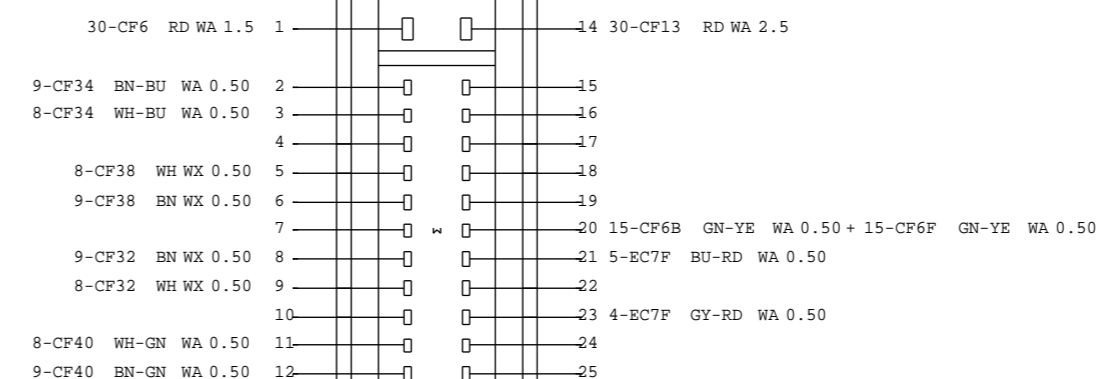 30-CF6 RD WA 1.5 1 14 30-CF13 RD WA 2.5
9-CF34 BN-BU WA 0.50 2 15
8-CF34 WH-BU WA 0.50 3 16
4 17
8-CF38 WH WX 0.50 5 18
9-CF38 BN WX 0.50 6 19
7 20 15-CF6B GN-YE WA 0.50 + 15-CF6F GN-YE WA 0.50
9-CF32 BN WX 0.50 8 21 5-EC7F BU-RD WA 0.50
8-CF32 WH WX 0.50 9 22
10 23 4-EC7F GY-RD WA 0.50
8-CF40 WH-GN WA 0.50 11 24
9-CF40 BN-GN WA 0.50 12 25